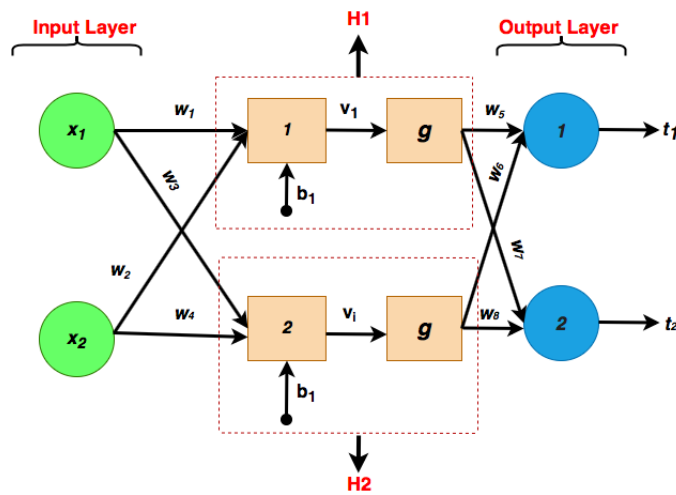 H1
Input Layer
Output Layer
x₁
w₁
1
v₁
g
w₅
1
t₁
w₃
b₁
w₆
w₂
w₇
w₄
x₂
2
vᵢ
g
w₈
2
t₂
b₁
H2